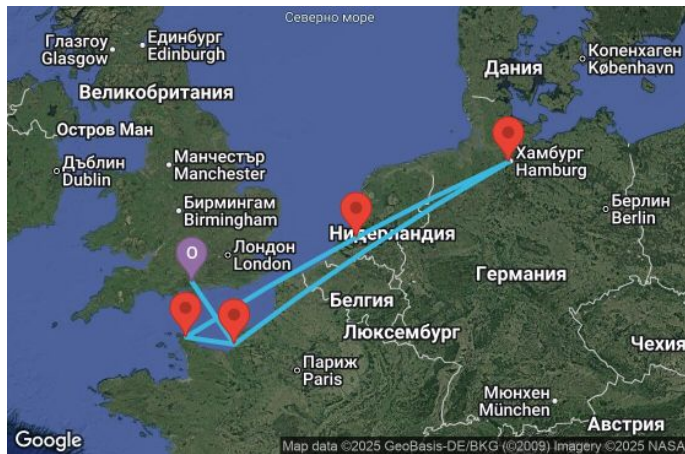 Северно море
Глазгоу
Glasgow
Единбург
Edinburgh
Копенхаген
København
Дания
Великобритания
Остров Ман
Дъблин
Dublin
Манчестър
Manchester
Хамбург
Hamburg
Бирмингам
Birmingham
Берлин
Berlin
Нидерландия
O
Лондон
London
Германия
Белгия
Люксембург
Чехия
Париж
Paris
Мюнхен
München
Австрия
Google
Map data ©2025 GeoBasis-DE/BKG (©2009) Imagery ©2025 NASA